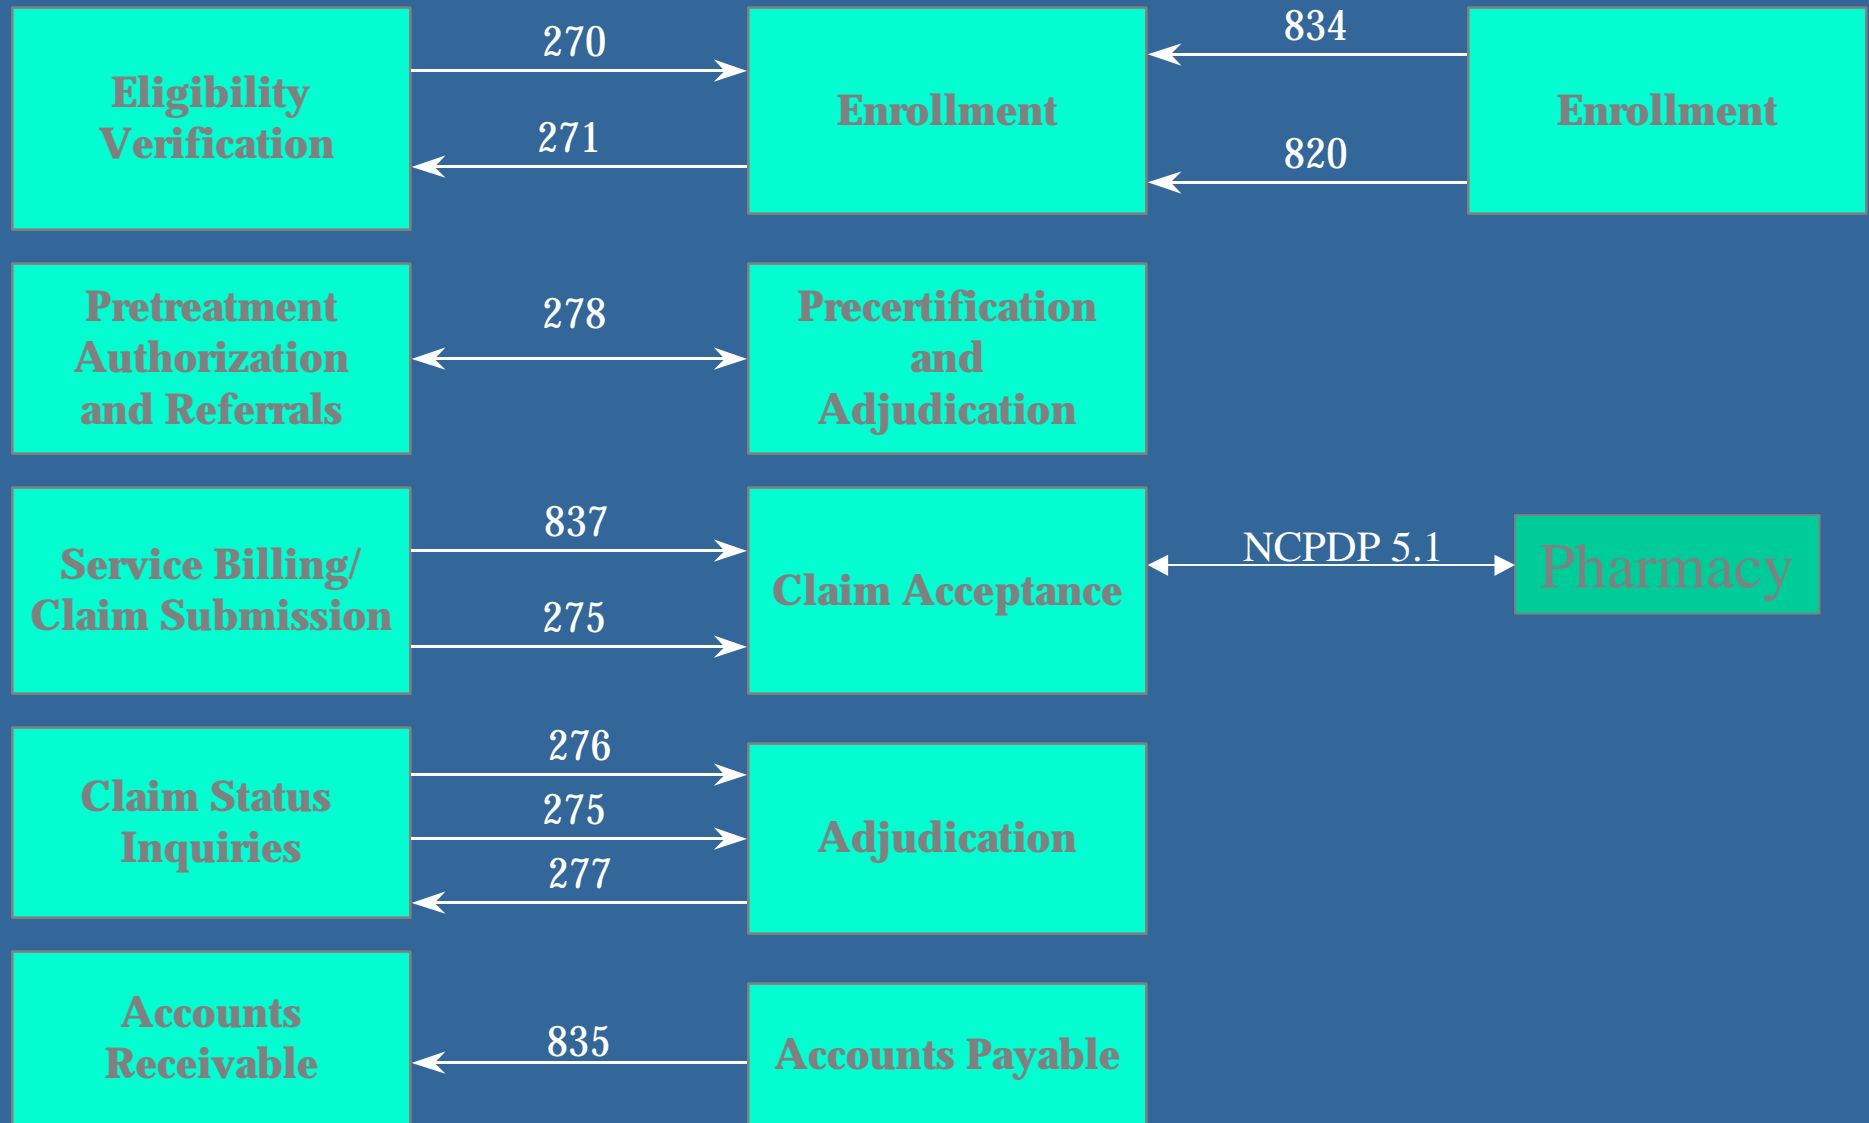 270
834
Eligibility
Verification
Enrollment
Enrollment
271
820
Pretreatment
Authorization
and Referrals
278
Precertification
and
Adjudication
837
Service Billing/
Claim Submission
Claim Acceptance
NCPDP 5.1
Pharmacy
275
276
Claim Status
Inquiries
275
Adjudication
277
Accounts
Receivable
835
Accounts Payable